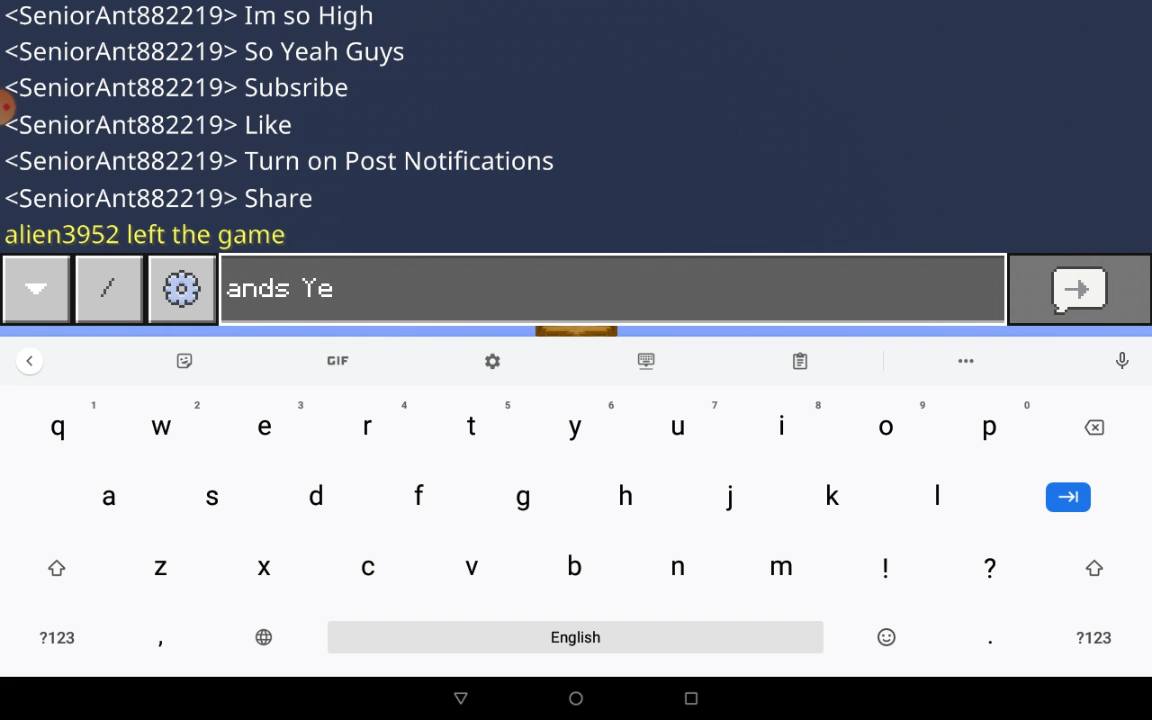 <SeniorAnt882219> Im so High
<SeniorAnt882219> So Yeah Guys
<SeniorAnt882219> Subsribe
<SeniorAnt882219> Like
<SeniorAnt882219> Turn on Post Notifications
<SeniorAnt882219> Share
alien3952 left the game
/ ands Ye
GIF
1 2 3 4 5 6 7 8 9 0
q w e r t y u i o p
a s d f g h j k l
z x c v b n m ! ?
?123 , English . ?123